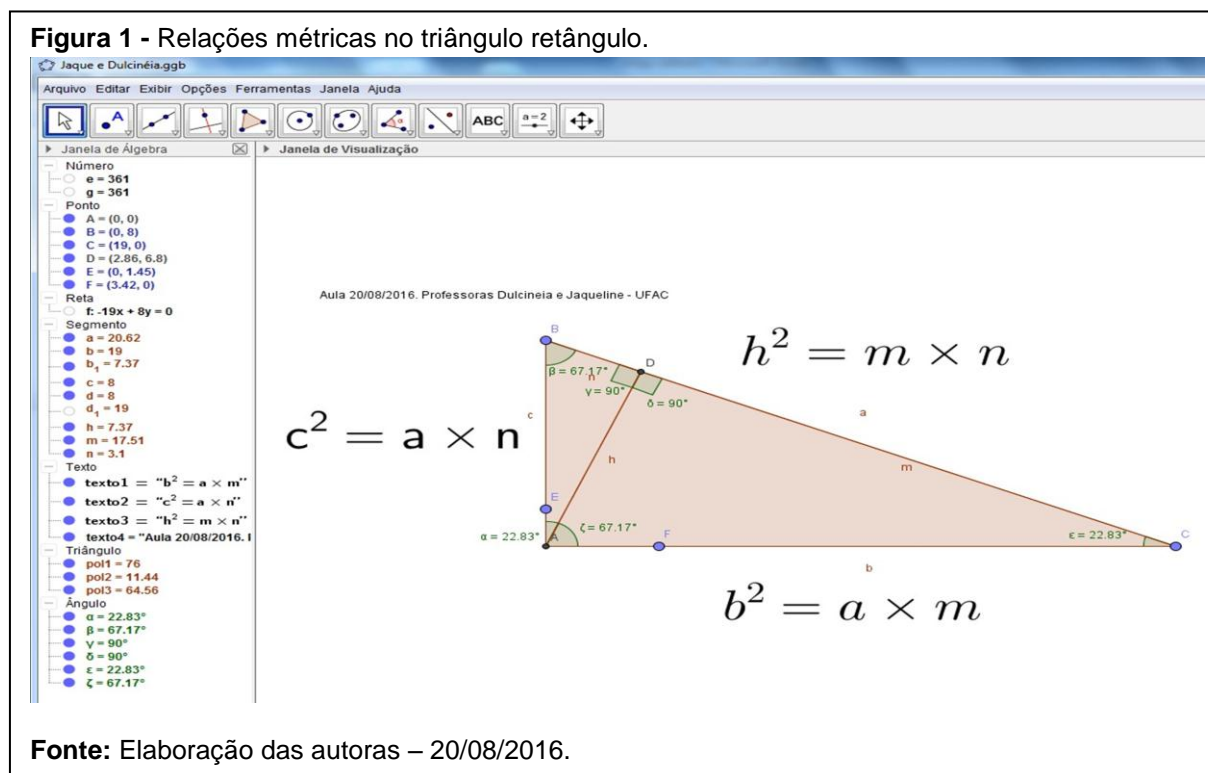 Figura 1 - Relações métricas no triângulo retângulo.
Jaque e Dulcinéia.ggb
Arquivo Editar Exibir Opções Ferramentas Janela Ajuda
A
ABC
a=2
Janela de Álgebra
Janela de Visualização
Número
e = 361
g = 361
Ponto
A = (0, 0)
B = (0, 8)
C = (19, 0)
D = (2.86, 6.8)
E = (0, 1.45)
F = (3.42, 0)
Reta
f: -19x + 8y = 0
Segmento
a = 20.62
b = 19
b₁ = 7.37
c = 8
d = 8
d₁ = 19
h = 7.37
m = 17.51
n = 3.1
Texto
texto1 = "b² = a × m"
texto2 = "c² = a × n"
texto3 = "h² = m × n"
texto4 = "Aula 20/08/2016. I
Triângulo
pol1 = 76
pol2 = 11.44
pol3 = 64.56
Ângulo
α = 22.83°
β = 67.17°
γ = 90°
δ = 90°
ε = 22.83°
ζ = 67.17°
Aula 20/08/2016. Professoras Dulcineia e Jaqueline - UFAC
B
D
h² = m × n
β = 67.17°
n
γ = 90°
δ = 90°
c
a
c² = a × n
h
m
E
α = 22.83°
A
ζ = 67.17°
F
ε = 22.83°
C
b
b² = a × m
Fonte: Elaboração das autoras – 20/08/2016.